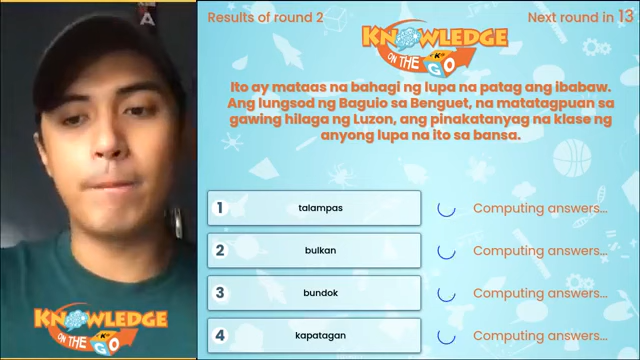 A
Results of round 2
Next round in 13
KNOWLEDGE
ON THE GO
Ito ay mataas na bahagi ng lupa na patag ang ibabaw.
Ang lungsod ng Baguio sa Benguet, na matatagpuan sa
gawing hilaga ng Luzon, ang pinakatanyag na klase ng
anyong lupa na ito sa bansa.
1 talampas Computing answers...
2 bulkan Computing answers...
3 bundok Computing answers...
4 kapatagan Computing answers...
KNOWLEDGE
ON THE GO